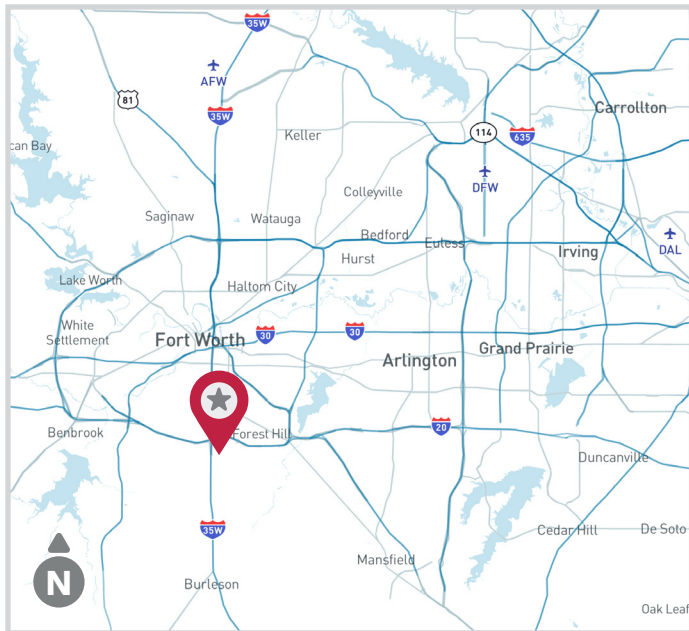 35W
AFW
81
35W
Carrollton
Keller
114
635
can Bay
DFW
Colleyville
Saginaw
Watauga
Bedford
Euless
DAL
Irving
Hurst
Lake Worth
Haltom City
White
Settlement
Fort Worth
30
30
Arlington
Grand Prairie
Benbrook
Forest Hill
20
Duncanville
35W
Cedar Hill
De Soto
Mansfield
Burleson
N
Oak Leaf